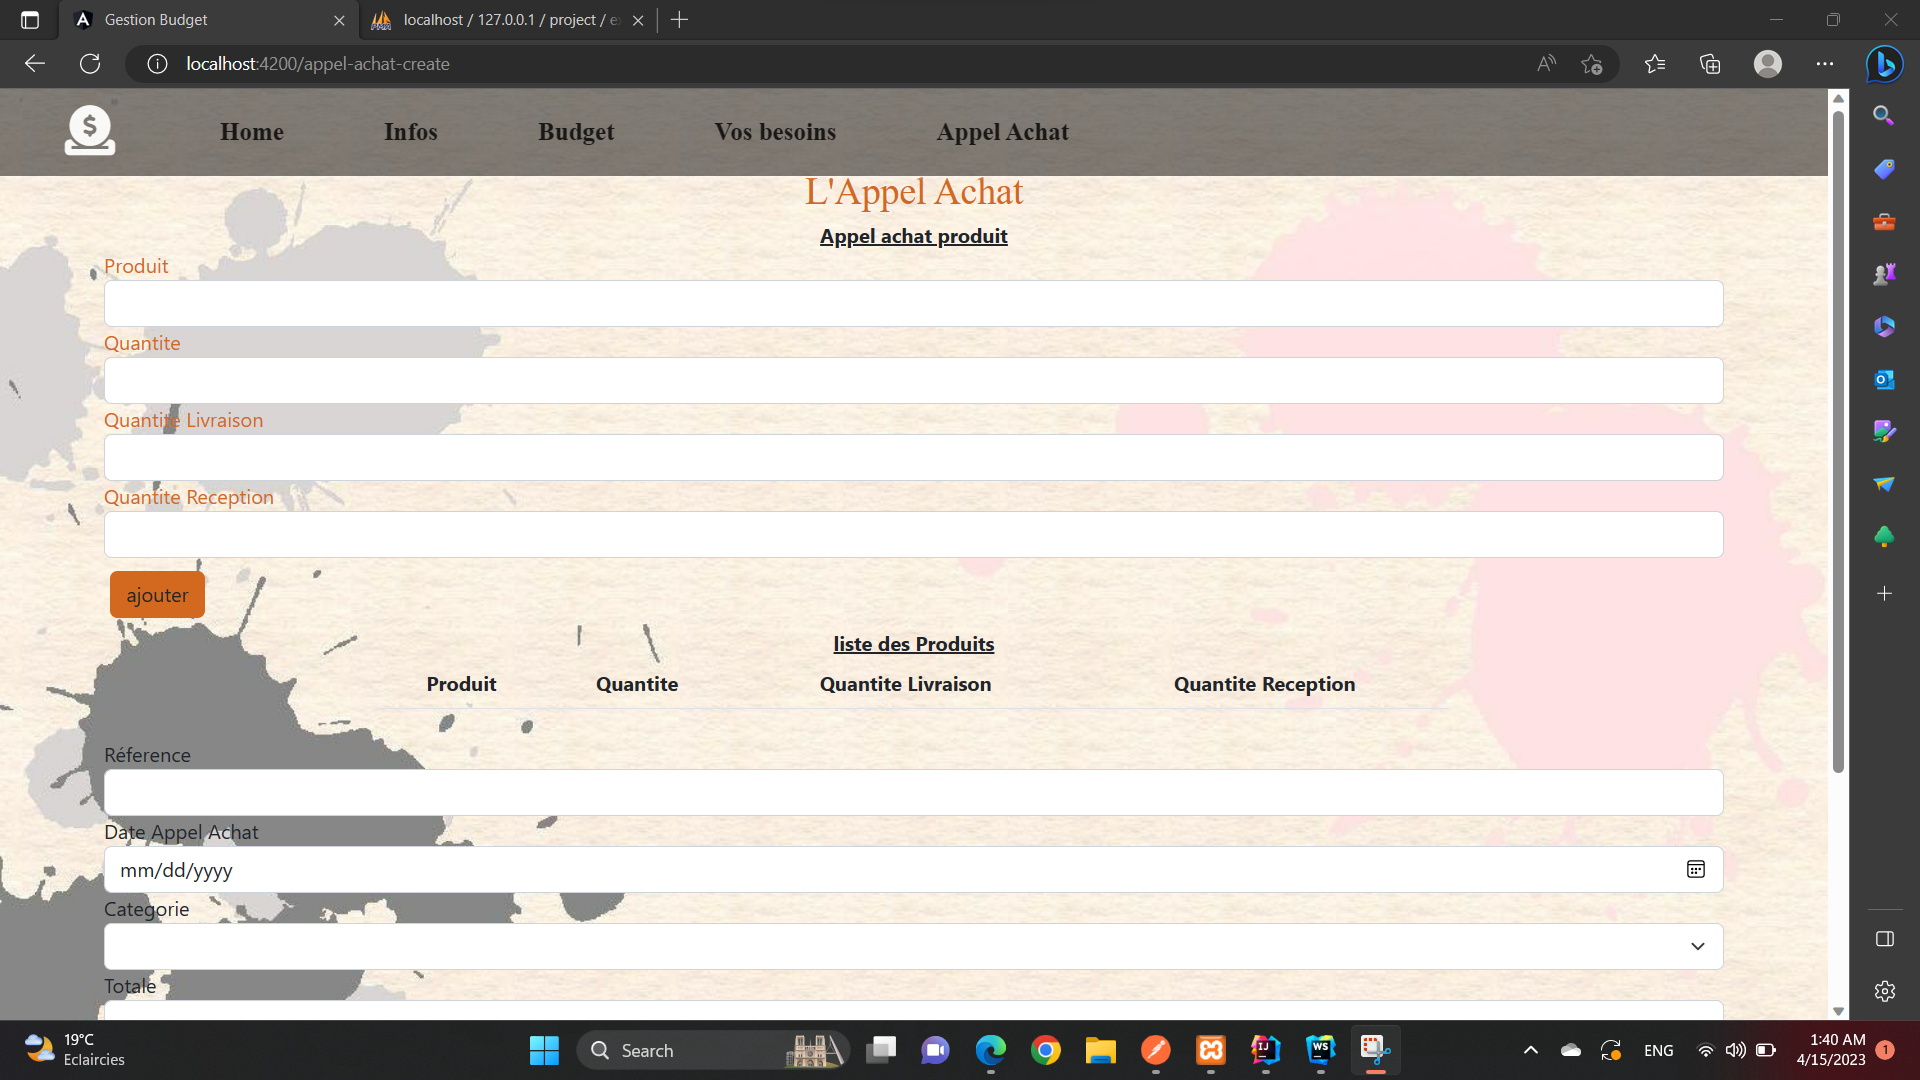 Gestion Budget
localhost / 127.0.0.1 / project / e
localhost:4200/appel-achat-create
Home Infos Budget Vos besoins Appel Achat
L'Appel Achat
Appel achat produit
Produit
Quantite
Quantite Livraison
Quantite Reception
ajouter
liste des Produits
Produit Quantite Quantite Livraison Quantite Reception
Réference
Date Appel Achat
mm/dd/yyyy
Categorie
Totale
19°C
Eclaircies
Search
ENG
1:40 AM
4/15/2023
1